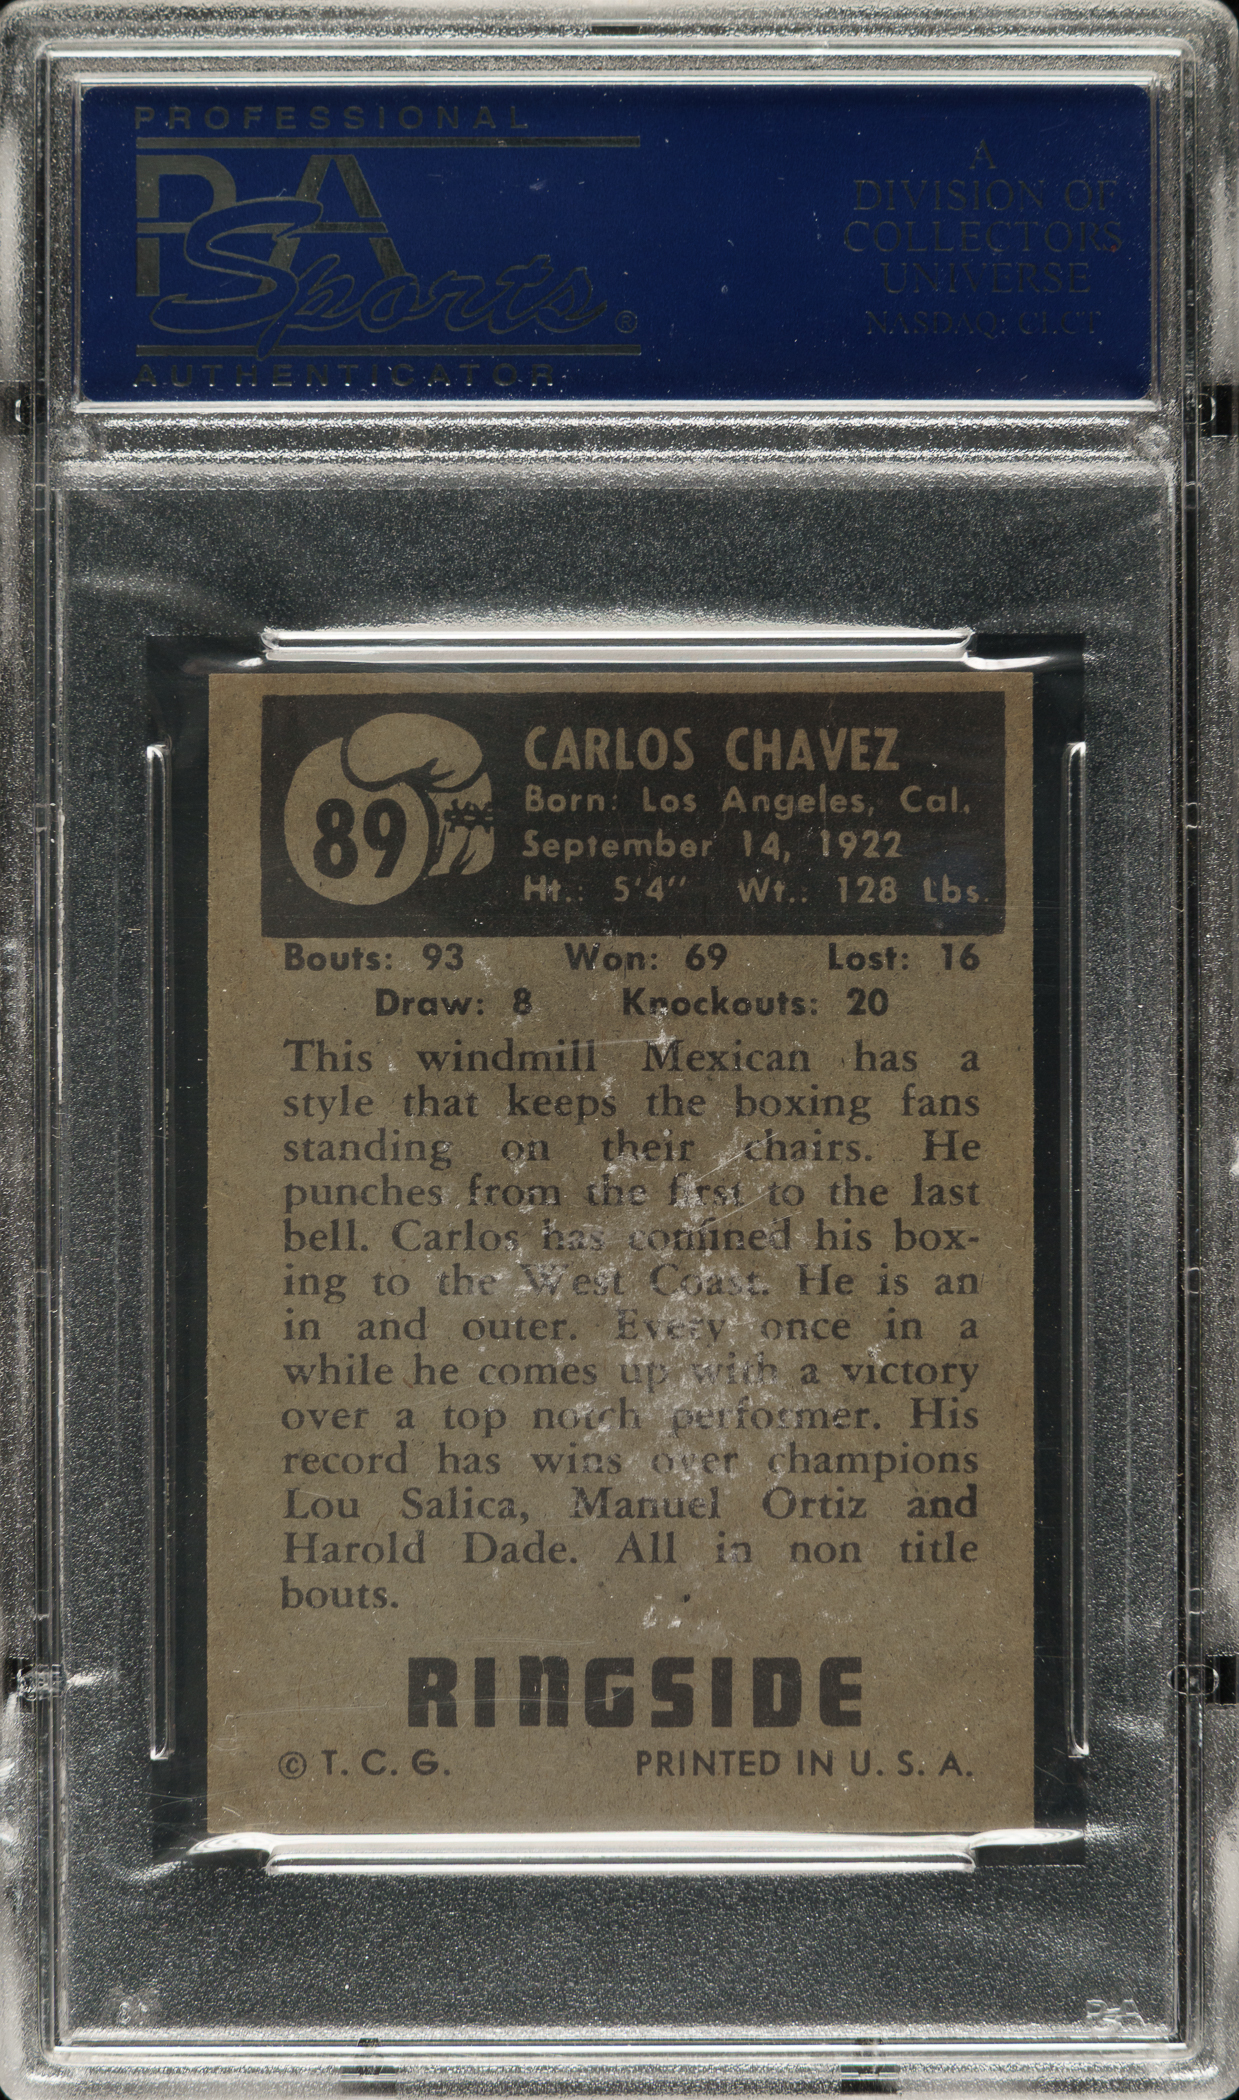 PROFESSIONAL
PSA
Sports®
AUTHENTICATOR
A
DIVISION OF
COLLECTORS
UNIVERSE
NASDAQ: CLCT
89
CARLOS CHAVEZ
Born: Los Angeles, Cal.
September 14, 1922
Ht.: 5'4" Wt.: 128 Lbs.
Bouts: 93 Won: 69 Lost: 16
Draw: 8 Knockouts: 20
This windmill Mexican has a
style that keeps the boxing fans
standing on their chairs. He
punches from the first to the last
bell. Carlos has confined his box-
ing to the West Coast. He is an
in and outer. Every once in a
while he comes up with a victory
over a top notch performer. His
record has wins over champions
Lou Salica, Manuel Ortiz and
Harold Dade. All in non title
bouts.
RINGSIDE
© T. C. G. PRINTED IN U. S. A.
PSA